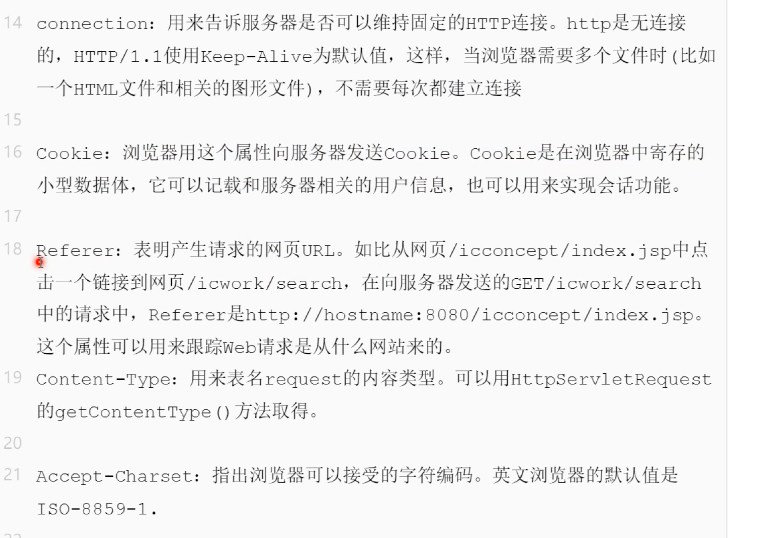 14 connection: 用来告诉服务器是否可以维持固定的HTTP连接。http是无连接
的，HTTP/1.1使用Keep-Alive为默认值，这样，当浏览器需要多个文件时(比如
一个HTML文件和相关的图形文件)，不需要每次都建立连接
15
16 Cookie: 浏览器用这个属性向服务器发送Cookie。Cookie是在浏览器中寄存的
小型数据体，它可以记载和服务器相关的用户信息，也可以用来实现会话功能。
17
18 Referer: 表明产生请求的网页URL。如比从网页/icconcept/index.jsp中点
击一个链接到网页/icwork/search，在向服务器发送的GET/icwork/search
中的请求中，Referer是http://hostname:8080/icconcept/index.jsp。
这个属性可以用来跟踪Web请求是从什么网站来的。
19 Content-Type: 用来表名request的内容类型。可以用HttpServletRequest
的getContentType()方法取得。
20
21 Accept-Charset: 指出浏览器可以接受的字符编码。英文浏览器的默认值是
ISO-8859-1.